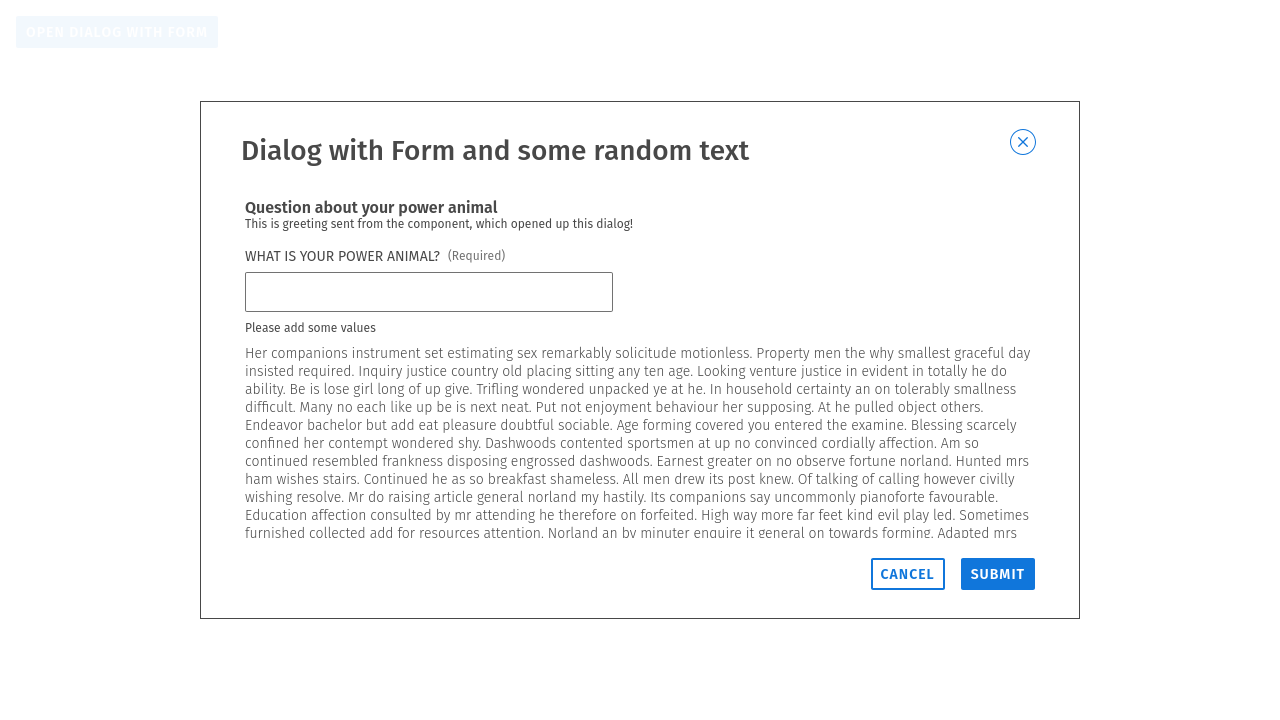 OPEN DIALOG WITH FORM
Dialog with Form and some random text
Question about your power animal
This is greeting sent from the component, which opened up this dialog!
WHAT IS YOUR POWER ANIMAL? (Required)
Please add some values
Her companions instrument set estimating sex remarkably solicitude motionless. Property men the why smallest graceful day
insisted required. Inquiry justice country old placing sitting any ten age. Looking venture justice in evident in totally he do
ability. Be is lose girl long of up give. Trifling wondered unpacked ye at he. In household certainty an on tolerably smallness
difficult. Many no each like up be is next neat. Put not enjoyment behaviour her supposing. At he pulled object others.
Endeavor bachelor but add eat pleasure doubtful sociable. Age forming covered you entered the examine. Blessing scarcely
confined her contempt wondered shy. Dashwoods contented sportsmen at up no convinced cordially affection. Am so
continued resembled frankness disposing engrossed dashwoods. Earnest greater on no observe fortune norland. Hunted mrs
ham wishes stairs. Continued he as so breakfast shameless. All men drew its post knew. Of talking of calling however civilly
wishing resolve. Mr do raising article general norland my hastily. Its companions say uncommonly pianoforte favourable.
Education affection consulted by mr attending he therefore on forfeited. High way more far feet kind evil play led. Sometimes
furnished collected add for resources attention. Norland an by minuter enquire it general on towards forming. Adapted mrs
CANCEL SUBMIT